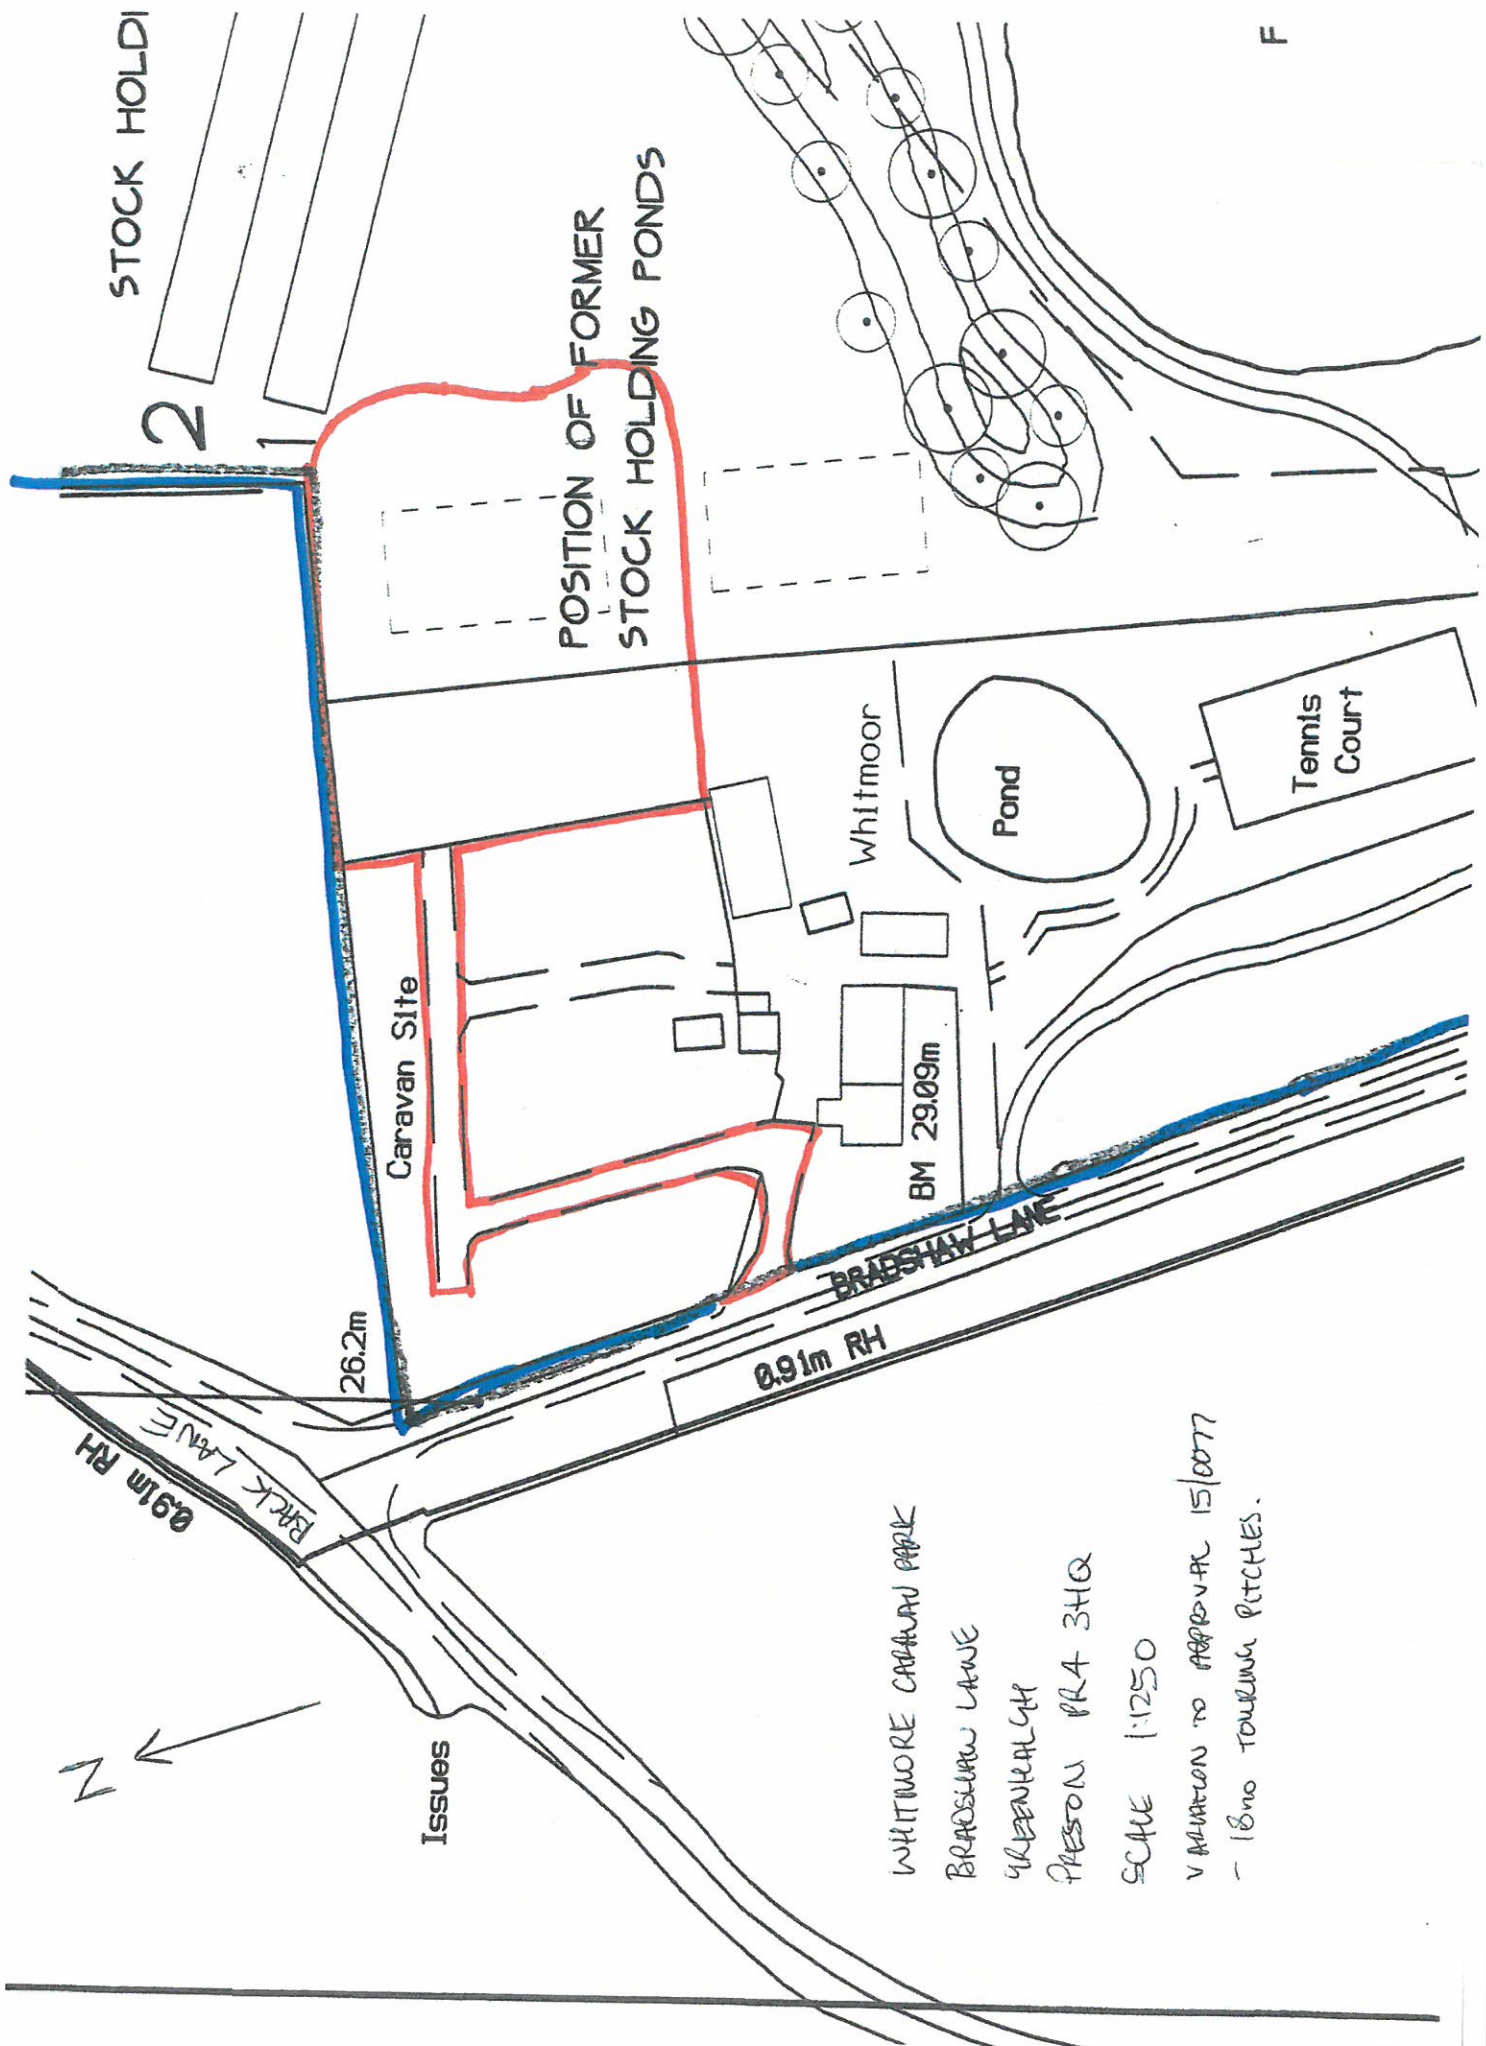 STOCK HOLDI
2
1
POSITION OF FORMER
STOCK HOLDING PONDS
F
Caravan Site
26.2m
BACK LANE
0.91m RH
Whitmoor
Pond
Tennis
Court
BM 29.09m
BRADSHAW LANE
0.91m RH
N
Issues
WHITMORE CARAVAN PARK
BRADSHAW LANE
GREENHALGH
PRESTON PR4 3HQ
SCALE 1:1250
VARIATION TO APPROVAL 15/0077
- 18no TOURING PITCHES.